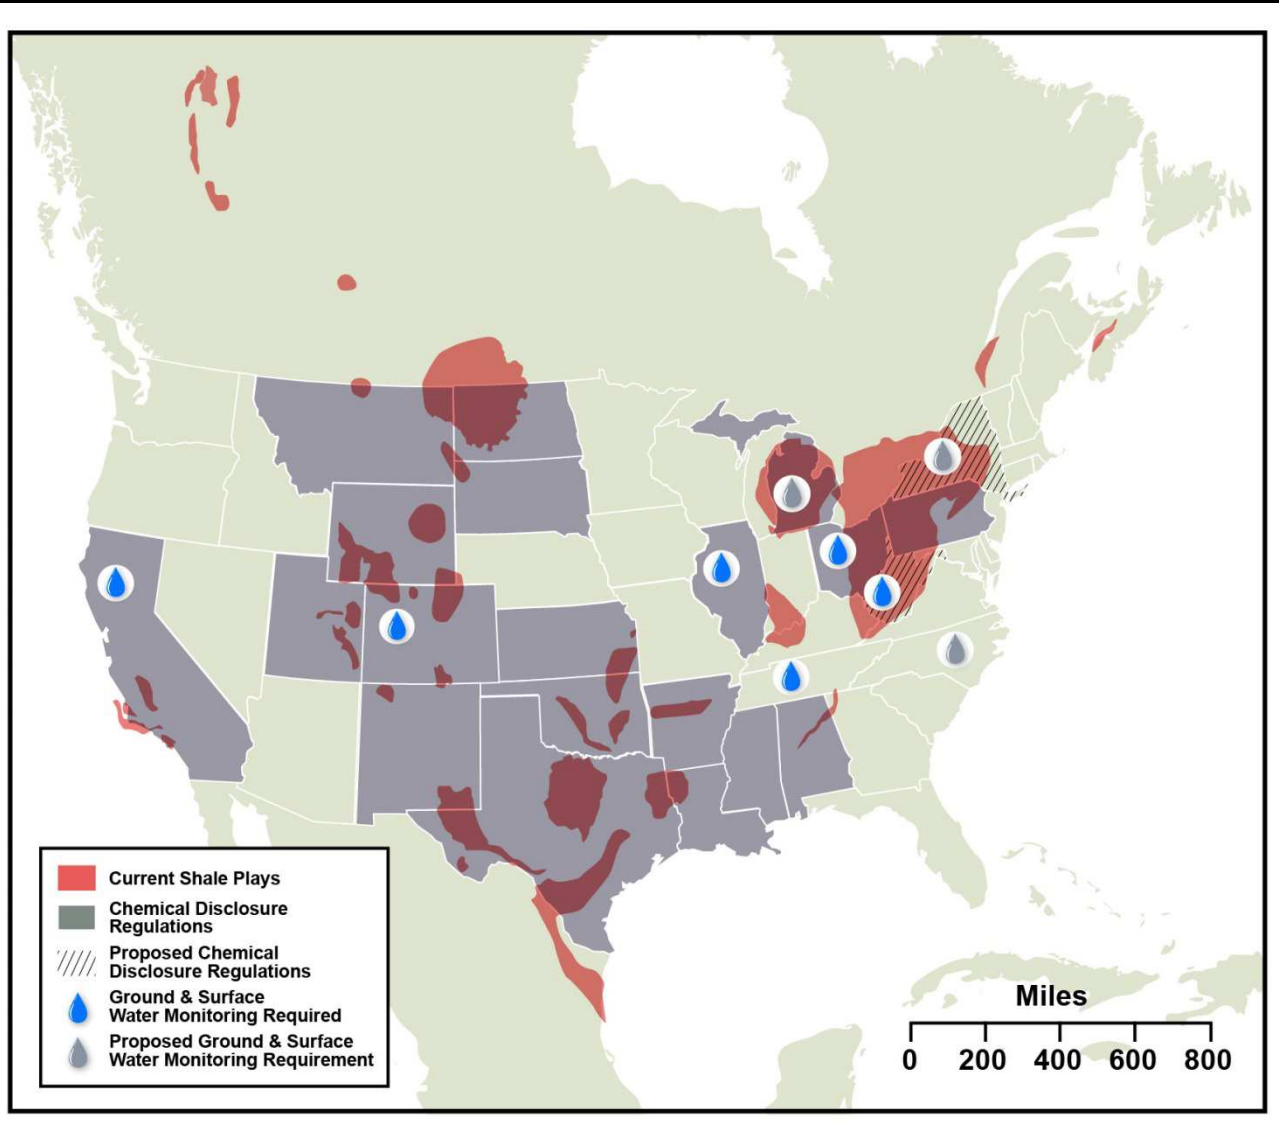 Current Shale Plays
Chemical Disclosure
Regulations
Proposed Chemical
Disclosure Regulations
Ground & Surface
Water Monitoring Required
Proposed Ground & Surface
Water Monitoring Requirement
Miles
0 200 400 600 800